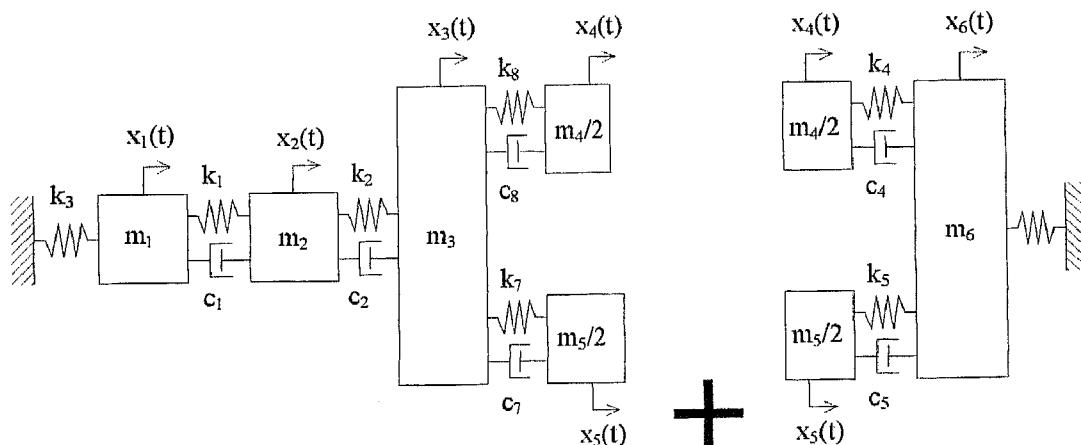 x₃(t)
x₄(t)
x₄(t)
x₆(t)
k₈
k₄
m₄/2
m₄/2
x₁(t)
x₂(t)
c₈
c₄
k₃
k₁
k₂
m₁
m₂
m₃
m₆
c₁
c₂
k₇
k₅
m₅/2
m₅/2
c₇
c₅
x₅(t)
x₅(t)